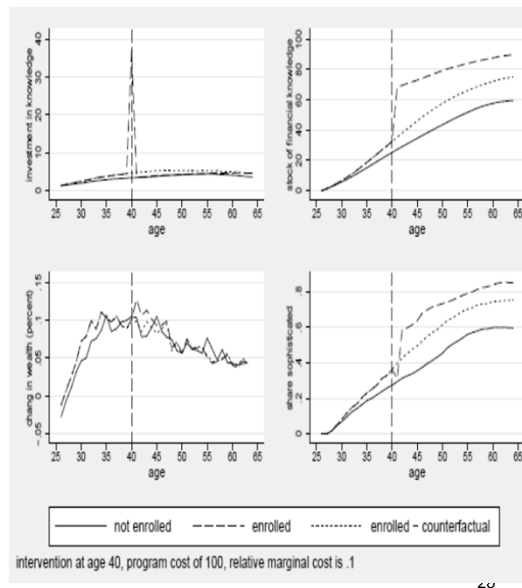 investment in knowledge
0 10 20 30 40
25 30 35 40 45 50 55 60 65
age
stock of financial knowledge
0 20 40 60 80 100
25 30 35 40 45 50 55 60 65
age
chang in wealth (percent)
-.05 0 .05 .1 .15
25 30 35 40 45 50 55 60 65
age
share sophisticated
0 .2 .4 .6 .8
25 30 35 40 45 50 55 60 65
age
not enrolled enrolled enrolled - counterfactual
intervention at age 40, program cost of 100, relative marginal cost is .1